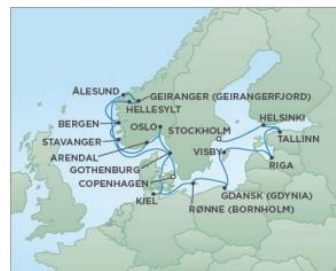 ÅLESUND
GEIRANGER (GEIRANGERFJORD)
HELLESYLT
HELSINKI
BERGEN
OSLO
STOCKHOLM
TALLINN
STAVANGER
VISBY
ARENDAL
RIGA
GOTHENBURG
COPENHAGEN
GDANSK (GDYNIA)
KIEL
RØNNE (BORNHOLM)